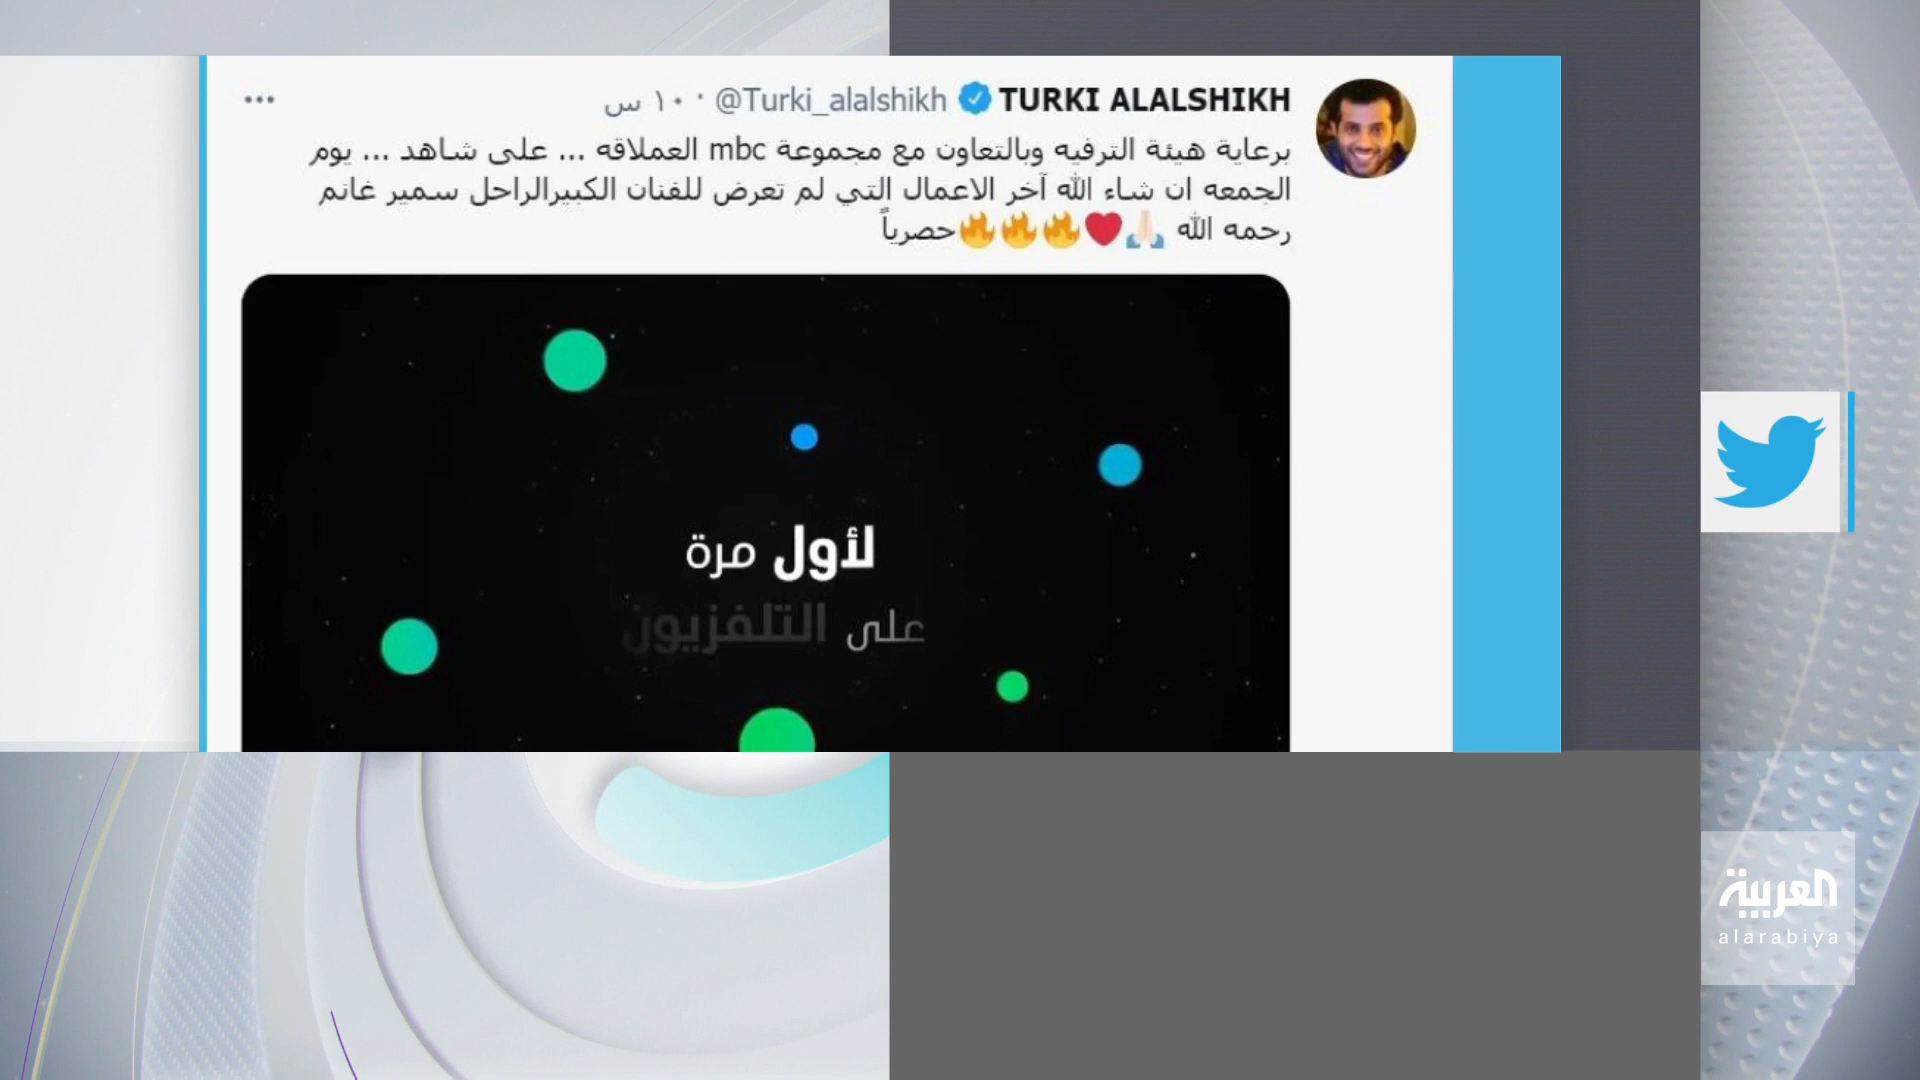 TURKI ALALSHIKH @Turki_alalshikh · ١٠ س
برعاية هيئة الترفيه وبالتعاون مع مجموعة mbc العملاقه ... على شاهد ... يوم
الجمعه ان شاء الله آخر الاعمال التي لم تعرض للفنان الكبيرالراحل سمير غانم
رحمه الله 🙏🏻❤️🔥🔥🔥حصرياً
لأول مرة
على التلفزيون
العربية
alarabiya